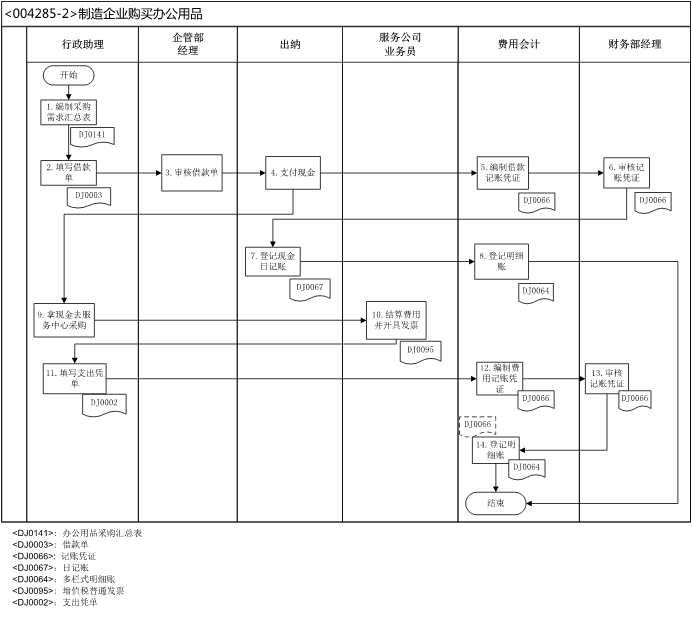 <004285-2>制造企业购买办公用品
行政助理
企管部
经理
出纳
服务公司
业务员
费用会计
财务部经理
开始
1.编制采购
需求汇总表
DJ0141
2.填写借款
单
DJ0003
3.审核借款单
4.支付现金
5.编制借款
记账凭证
DJ0066
6.审核记
账凭证
DJ0066
7.登记现金
日记账
DJ0067
8.登记明细
账
DJ0064
9.拿现金去服
务中心采购
10.结算费用
并开具发票
DJ0095
11.填写支出凭
单
DJ0002
12.编制费
用记账凭
证
DJ0066
13.审核
记账凭证
DJ0066
DJ0066
14.登记明
细账
DJ0064
结束
<DJ0141>：办公用品采购汇总表
<DJ0003>：借款单
<DJ0066>：记账凭证
<DJ0067>：日记账
<DJ0064>：多栏式明细账
<DJ0095>：增值税普通发票
<DJ0002>：支出凭单